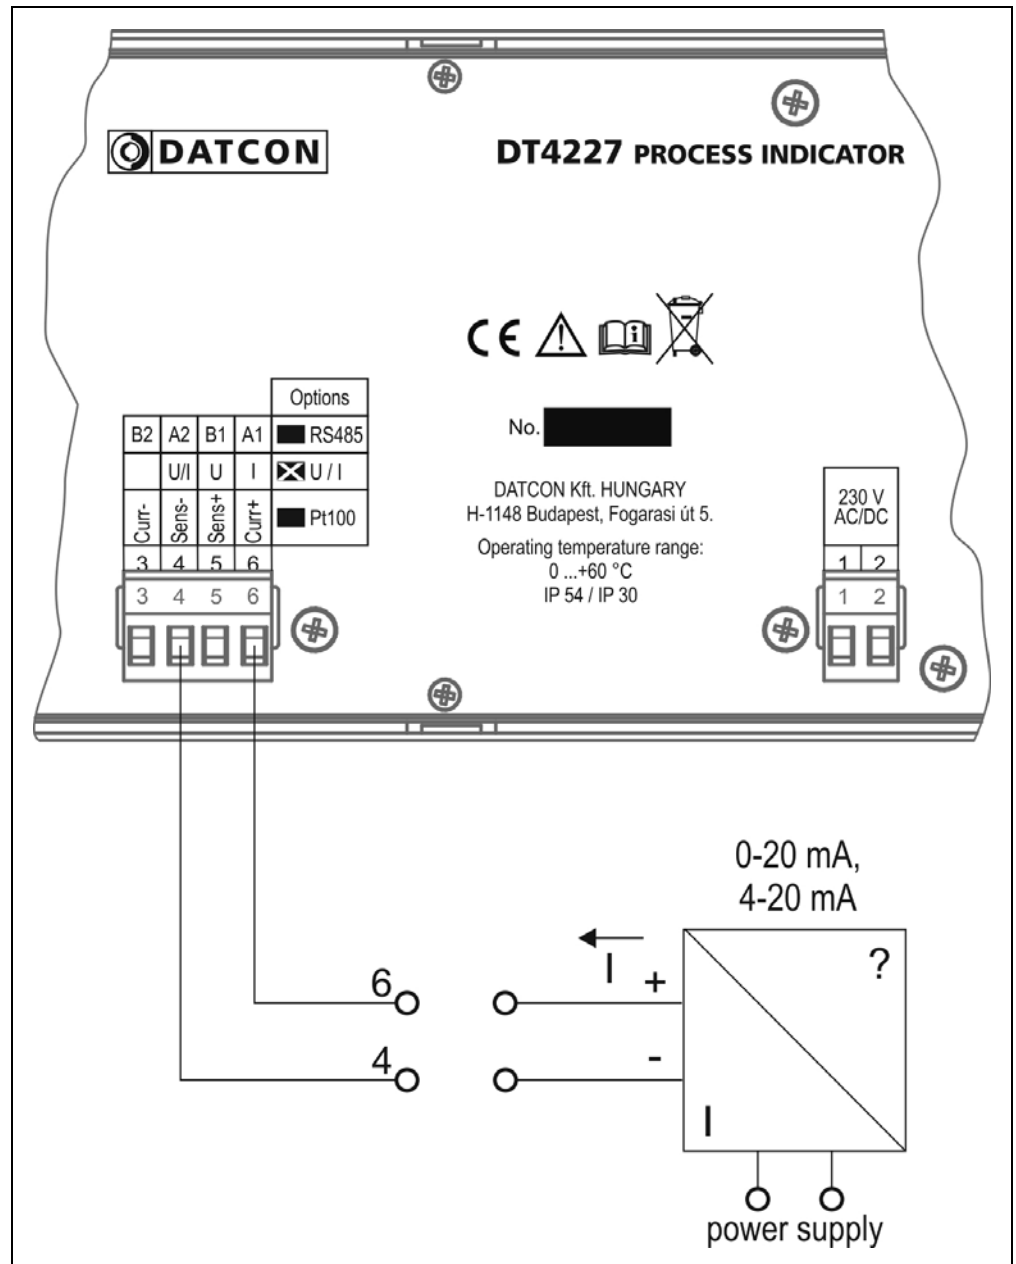 DATCON
DT4227 PROCESS INDICATOR
CE
i
Options
B2 A2 B1 A1 RS485
U/I U I U / I
Curr- Sens- Sens+ Curr+ Pt100
3 4 5 6
3 4 5 6
No.
DATCON Kft. HUNGARY
H-1148 Budapest, Fogarasi út 5.
Operating temperature range:
0 ...+60 °C
IP 54 / IP 30
230 V
AC/DC
1 2
1 2
0-20 mA,
4-20 mA
?
I
6
+
4
-
I
power supply